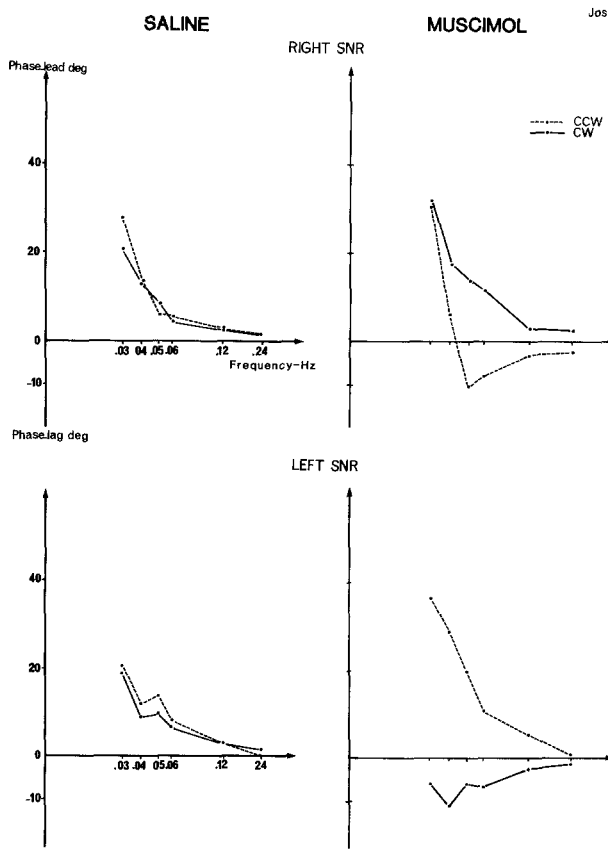 Jos
SALINE
MUSCIMOL
RIGHT SNR
Phase lead deg
CCW
CW
40
20
0
-10
.03 04 .05 .06 .12 .24
Frequency-Hz
Phase lag deg
LEFT SNR
40
20
0
-10
.03 .04 05 .06 .12 24